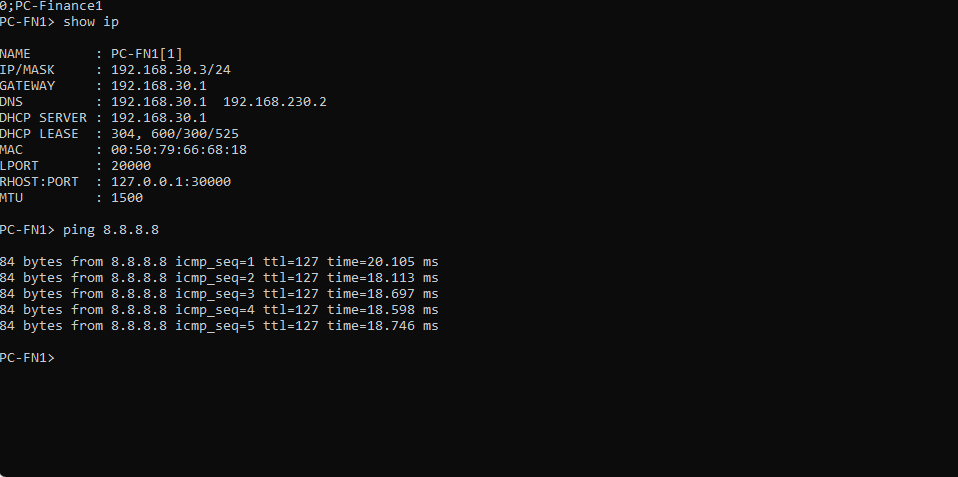 0;PC-Finance1
PC-FN1> show ip
NAME        : PC-FN1[1]
IP/MASK     : 192.168.30.3/24
GATEWAY     : 192.168.30.1
DNS         : 192.168.30.1  192.168.230.2
DHCP SERVER : 192.168.30.1
DHCP LEASE  : 304, 600/300/525
MAC         : 00:50:79:66:68:18
LPORT       : 20000
RHOST:PORT  : 127.0.0.1:30000
MTU         : 1500
PC-FN1> ping 8.8.8.8
84 bytes from 8.8.8.8 icmp_seq=1 ttl=127 time=20.105 ms
84 bytes from 8.8.8.8 icmp_seq=2 ttl=127 time=18.113 ms
84 bytes from 8.8.8.8 icmp_seq=3 ttl=127 time=18.697 ms
84 bytes from 8.8.8.8 icmp_seq=4 ttl=127 time=18.598 ms
84 bytes from 8.8.8.8 icmp_seq=5 ttl=127 time=18.746 ms
PC-FN1>